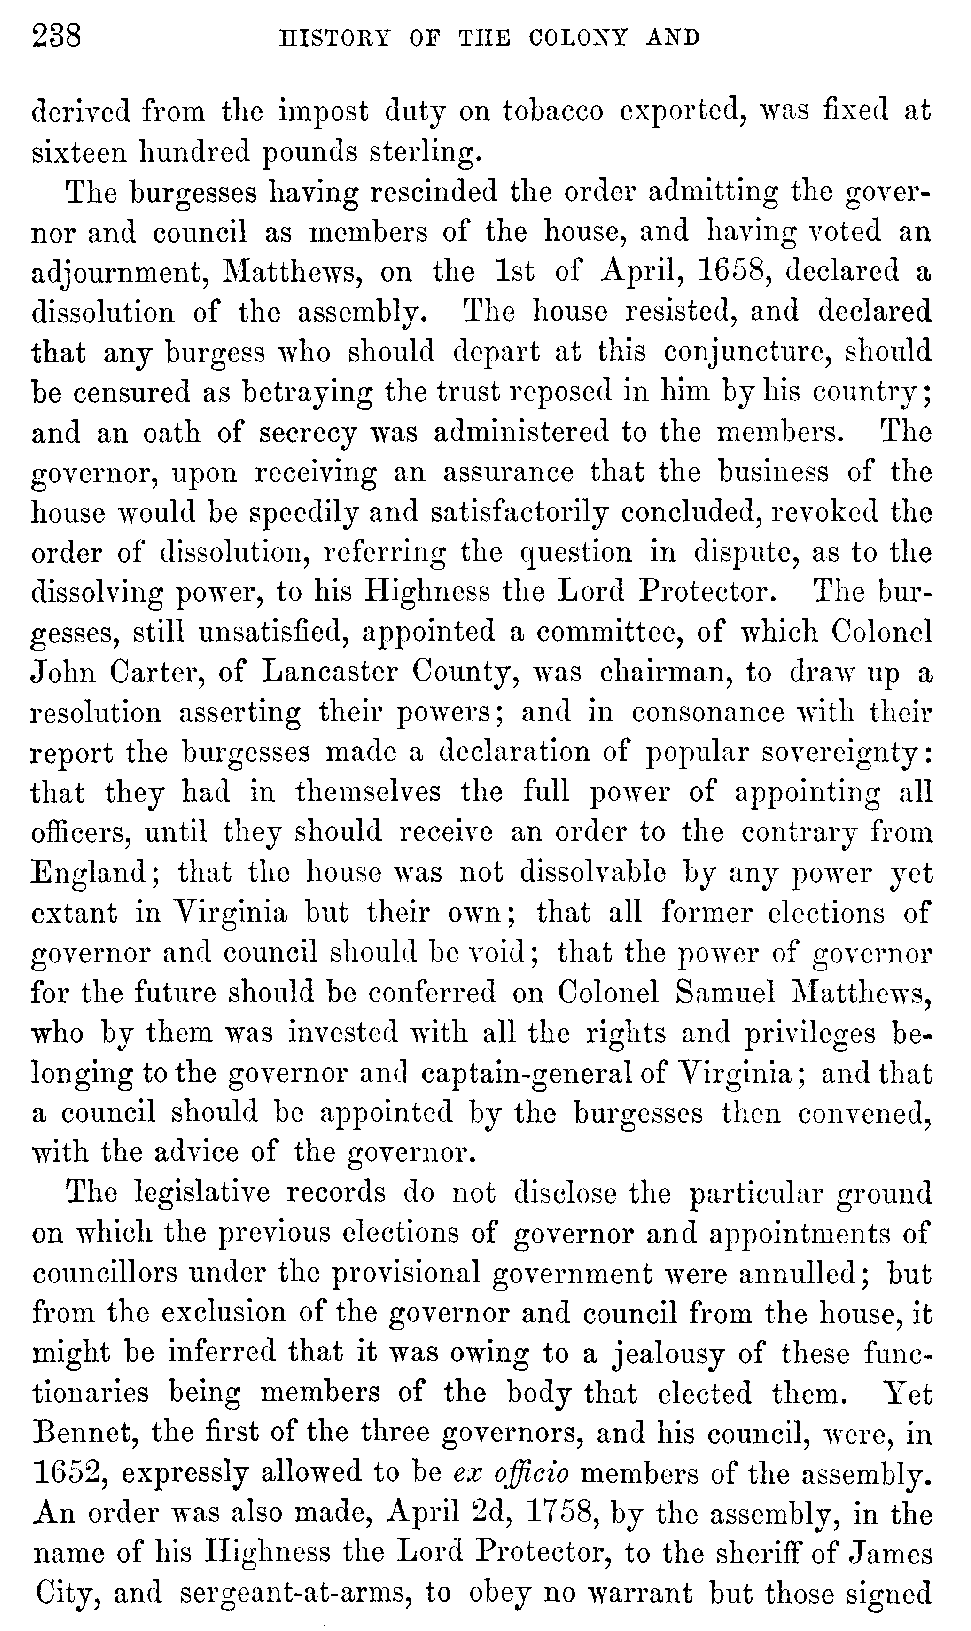 238 HISTORY OF THE COLONY AND
derived from the impost duty on tobacco exported, was fixed at
sixteen hundred pounds sterling.
The burgesses having rescinded the order admitting the gover-
nor and council as members of the house, and having voted an
adjournment, Matthews, on the 1st of April, 1658, declared a
dissolution of the assembly. The house resisted, and declared
that any burgess who should depart at this conjuncture, should
be censured as betraying the trust reposed in him by his country;
and an oath of secrecy was administered to the members. The
governor, upon receiving an assurance that the business of the
house would be speedily and satisfactorily concluded, revoked the
order of dissolution, referring the question in dispute, as to the
dissolving power, to his Highness the Lord Protector. The bur-
gesses, still unsatisfied, appointed a committee, of which Colonel
John Carter, of Lancaster County, was chairman, to draw up a
resolution asserting their powers; and in consonance with their
report the burgesses made a declaration of popular sovereignty:
that they had in themselves the full power of appointing all
officers, until they should receive an order to the contrary from
England; that the house was not dissolvable by any power yet
extant in Virginia but their own; that all former elections of
governor and council should be void; that the power of governor
for the future should be conferred on Colonel Samuel Matthews,
who by them was invested with all the rights and privileges be-
longing to the governor and captain-general of Virginia; and that
a council should be appointed by the burgesses then convened,
with the advice of the governor.
The legislative records do not disclose the particular ground
on which the previous elections of governor and appointments of
councillors under the provisional government were annulled; but
from the exclusion of the governor and council from the house, it
might be inferred that it was owing to a jealousy of these func-
tionaries being members of the body that elected them. Yet
Bennet, the first of the three governors, and his council, were, in
1652, expressly allowed to be ex officio members of the assembly.
An order was also made, April 2d, 1758, by the assembly, in the
name of his Highness the Lord Protector, to the sheriff of James
City, and sergeant-at-arms, to obey no warrant but those signed